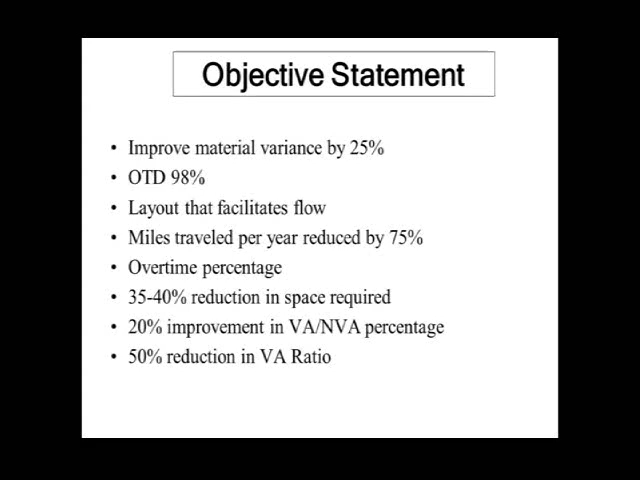 Objective Statement
• Improve material variance by 25%
• OTD 98%
• Layout that facilitates flow
• Miles traveled per year reduced by 75%
• Overtime percentage
• 35-40% reduction in space required
• 20% improvement in VA/NVA percentage
• 50% reduction in VA Ratio